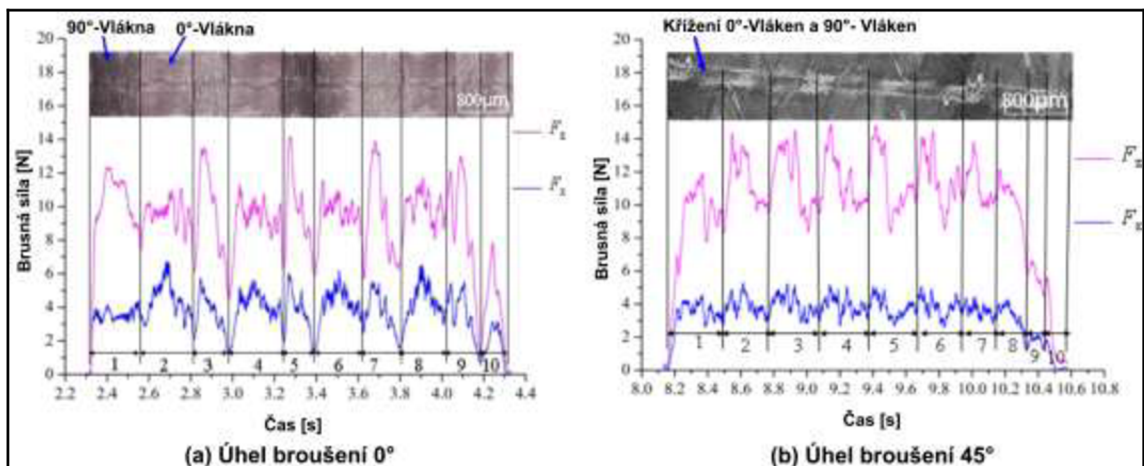 90°-Vlákna
0°-Vlákna
20
18
16
14
12
10
8
6
4
2
0
Brusná síla [N]
800μm
1 2 3 4 5 6 7 8 9 10
2.2 2.4 2.6 2.8 3.0 3.2 3.4 3.6 3.8 4.0 4.2 4.4
Čas [s]
(a) Úhel broušení 0°
Křížení 0°-Vláken a 90°- Vláken
20
18
16
14
12
10
8
6
4
2
0
Brusná síla [N]
800μm
1 2 3 4 5 6 7 8 9 10
8.0 8.2 8.4 8.6 8.8 9.0 9.2 9.4 9.6 9.8 10.0 10.2 10.4 10.6 10.8
Čas [s]
(b) Úhel broušení 45°